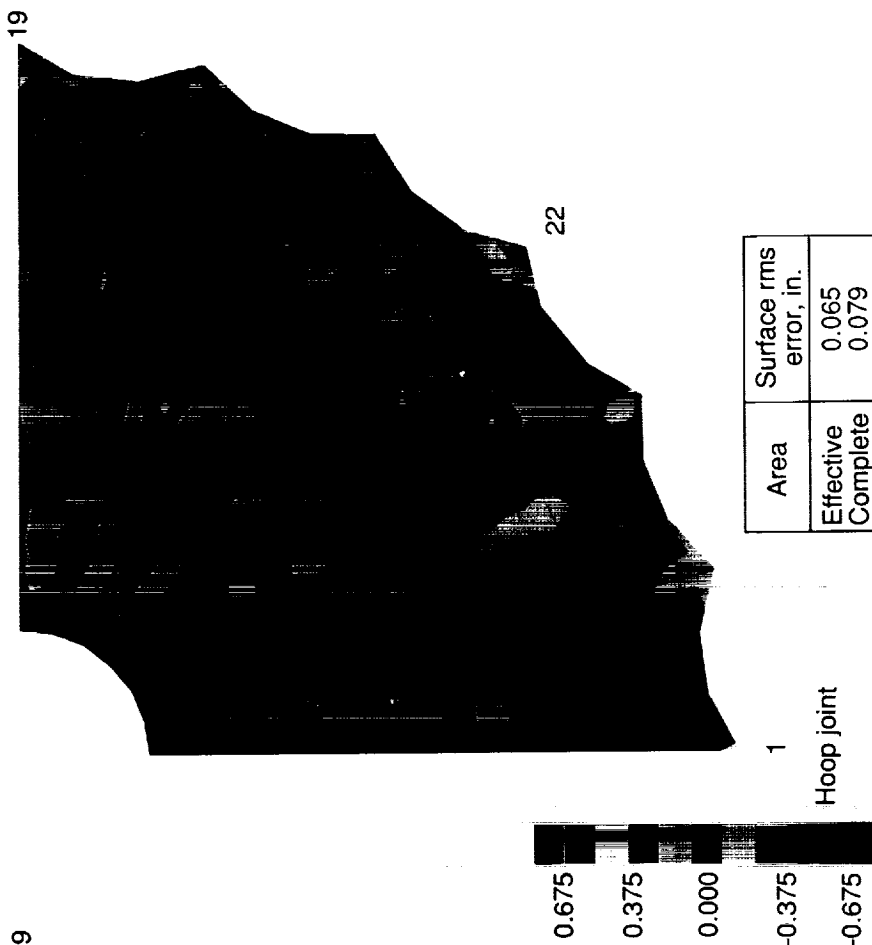 19
22
1
Hoop joint
Area
Surface rms
error, in.
Effective
0.065
Complete
0.079
0.675
0.375
0.000
-0.375
-0.675
9